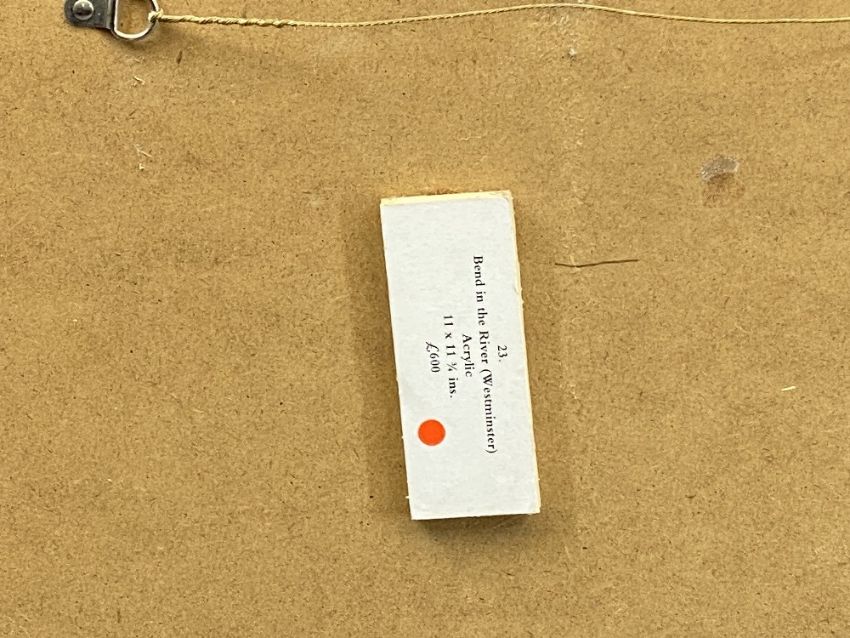 23.
Bend in the River (Westminster)
Acrylic
11 x 11 ¾ ins.
£600